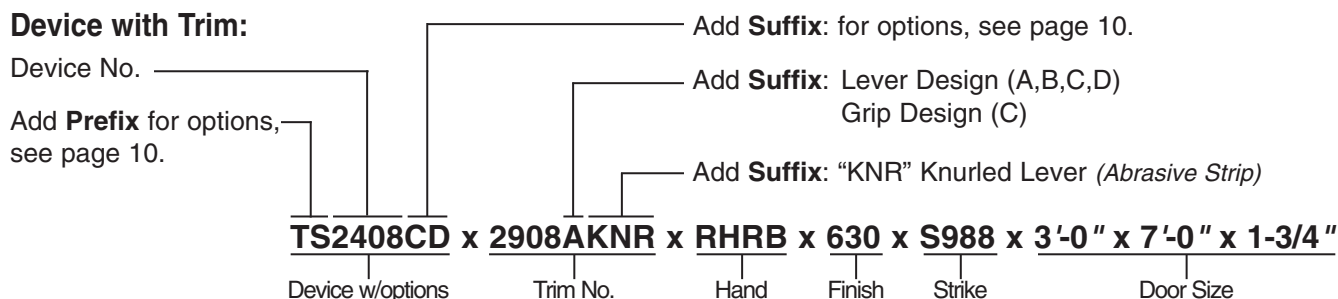 Device with Trim:
Device No.
Add Prefix for options,
see page 10.
Add Suffix: for options, see page 10.
Add Suffix: Lever Design (A,B,C,D)
Grip Design (C)
Add Suffix: “KNR” Knurled Lever (Abrasive Strip)
TS2408CD x 2908AKNR x RHRB x 630 x S988 x 3'-0" x 7'-0" x 1-3/4"
Device w/options Trim No. Hand Finish Strike Door Size